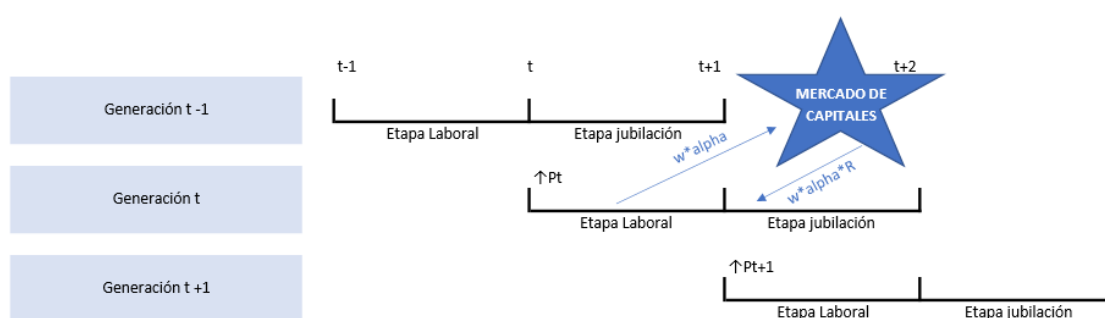 t-1
t
t+1
t+2
Generación t -1
MERCADO DE
CAPITALES
Etapa Laboral
Etapa jubilación
w*alpha
w*alpha*R
↑Pt
Generación t
Etapa Laboral
Etapa jubilación
↑Pt+1
Generación t +1
Etapa Laboral
Etapa jubilación